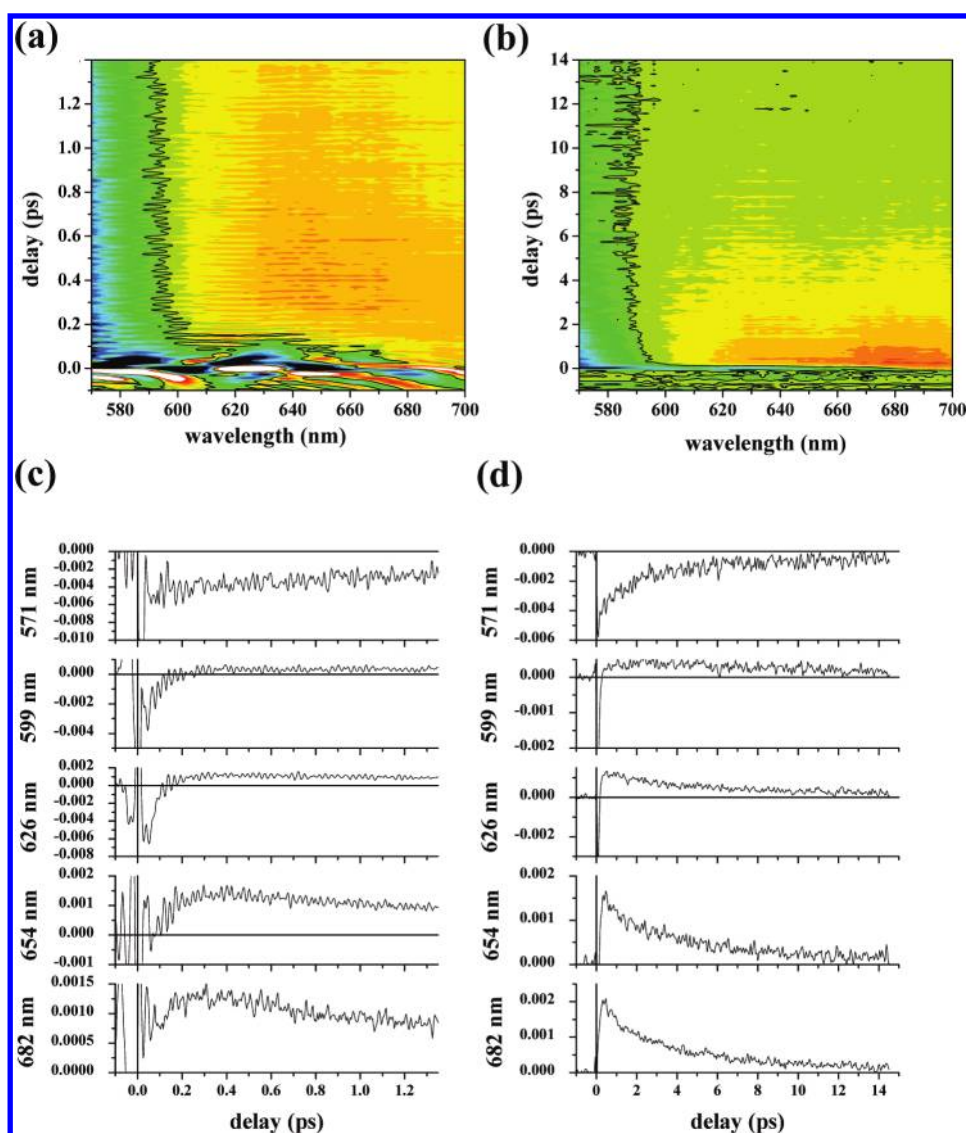 (a)
(b)
delay (ps)
1.4
1.2
1.0
0.8
0.6
0.4
0.2
0.0
580 600 620 640 660 680 700
wavelength (nm)
delay (ps)
14
12
10
8
6
4
2
0
580 600 620 640 660 680 700
wavelength (nm)
(c)
(d)
571 nm
0.000
-0.002
-0.004
-0.006
-0.008
-0.010
599 nm
0.000
-0.002
-0.004
626 nm
0.002
0.000
-0.002
-0.004
-0.006
-0.008
654 nm
0.002
0.001
0.000
-0.001
682 nm
0.0015
0.0010
0.0005
0.0000
0.0 0.2 0.4 0.6 0.8 1.0 1.2
delay (ps)
571 nm
0.000
-0.002
-0.004
-0.006
599 nm
0.000
-0.001
-0.002
626 nm
0.000
-0.002
654 nm
0.002
0.001
0.000
682 nm
0.002
0.001
0.000
0 2 4 6 8 10 12 14
delay (ps)